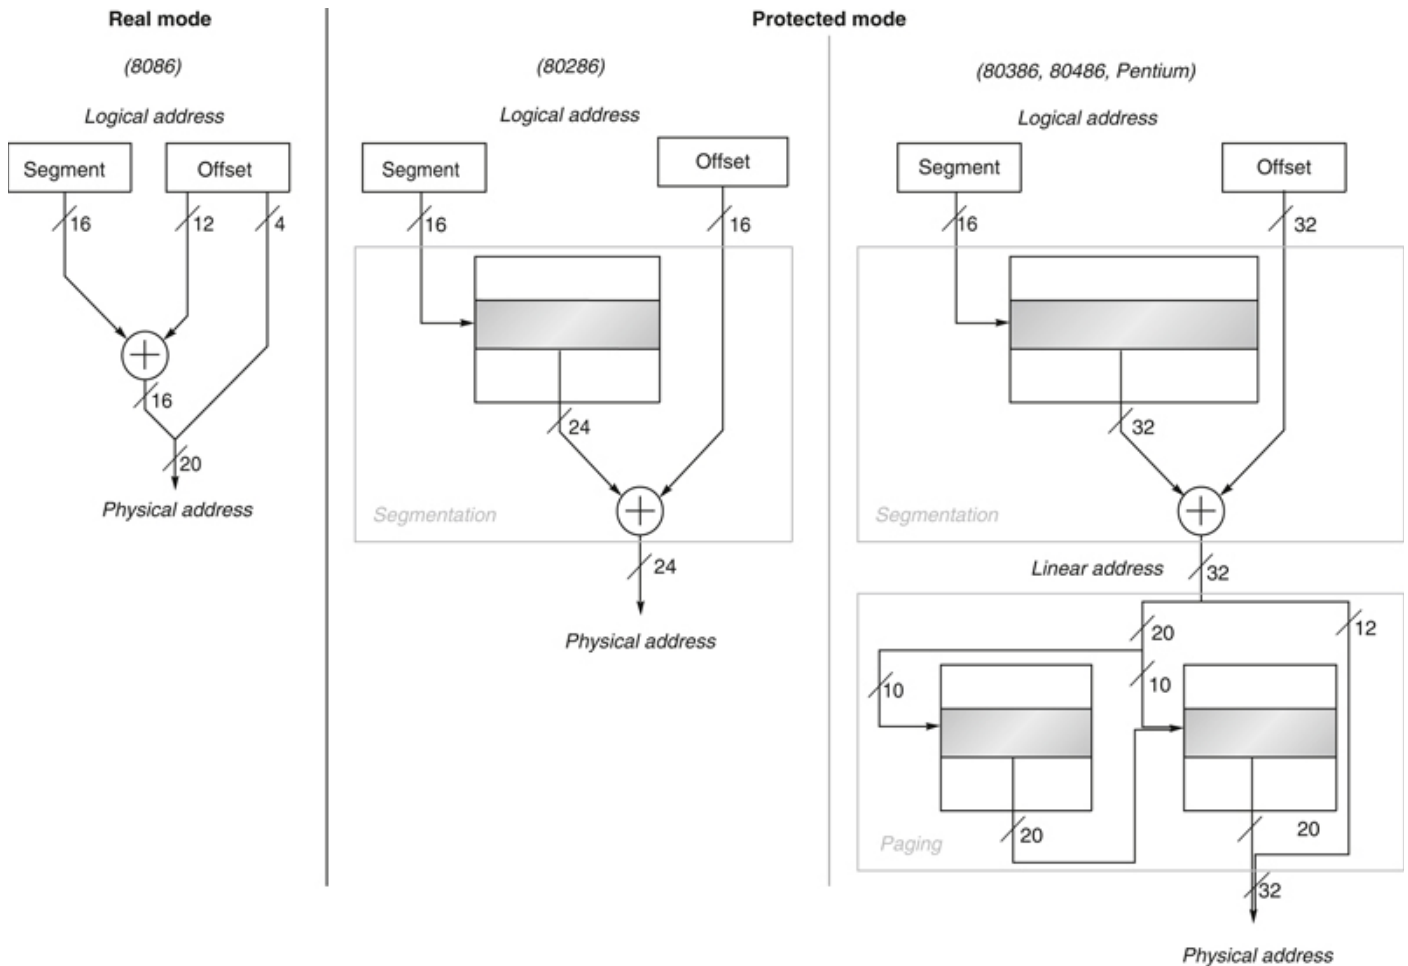 Real mode
Protected mode
(8086)
(80286)
(80386, 80486, Pentium)
Logical address
Logical address
Logical address
Segment
Offset
Segment
Offset
Segment
Offset
16
12
4
16
16
16
32
16
24
32
20
Physical address
Segmentation
Segmentation
24
Linear address
32
Physical address
20
12
10
10
20
20
Paging
32
Physical address